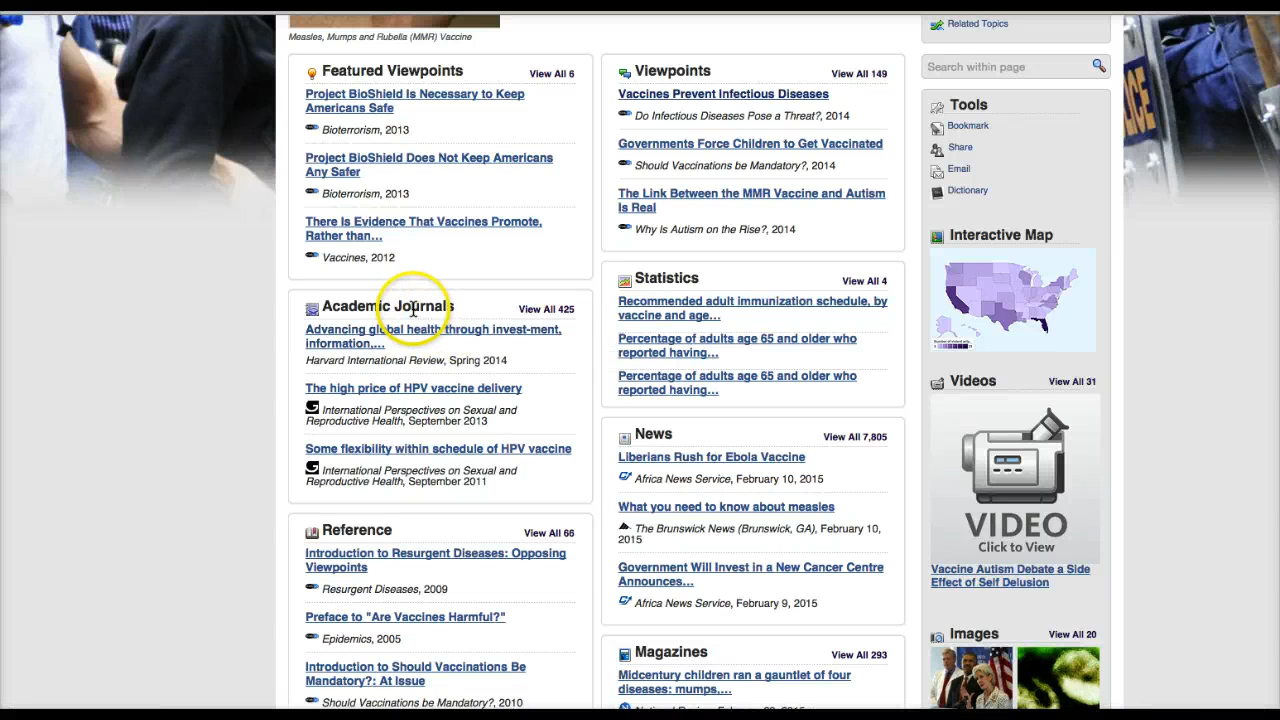 Measles, Mumps and Rubella (MMR) Vaccine
Featured Viewpoints View All 6
Project BioShield Is Necessary to Keep
Americans Safe
Bioterrorism, 2013
Project BioShield Does Not Keep Americans
Any Safer
Bioterrorism, 2013
There Is Evidence That Vaccines Promote,
Rather than...
Vaccines, 2012
Academic Journals View All 425
Advancing global health through invest-ment,
information,...
Harvard International Review, Spring 2014
The high price of HPV vaccine delivery
International Perspectives on Sexual and
Reproductive Health, September 2013
Some flexibility within schedule of HPV vaccine
International Perspectives on Sexual and
Reproductive Health, September 2011
Reference View All 66
Introduction to Resurgent Diseases: Opposing
Viewpoints
Resurgent Diseases, 2009
Preface to "Are Vaccines Harmful?"
Epidemics, 2005
Introduction to Should Vaccinations Be
Mandatory?: At Issue
Should Vaccinations be Mandatory?, 2010
Viewpoints View All 149
Vaccines Prevent Infectious Diseases
Do Infectious Diseases Pose a Threat?, 2014
Governments Force Children to Get Vaccinated
Should Vaccinations be Mandatory?, 2014
The Link Between the MMR Vaccine and Autism
Is Real
Why Is Autism on the Rise?, 2014
Statistics View All 4
Recommended adult immunization schedule, by
vaccine and age...
Percentage of adults age 65 and older who
reported having...
Percentage of adults age 65 and older who
reported having...
News View All 7,805
Liberians Rush for Ebola Vaccine
Africa News Service, February 10, 2015
What you need to know about measles
The Brunswick News (Brunswick, GA), February 10,
2015
Government Will Invest in a New Cancer Centre
Announces...
Africa News Service, February 9, 2015
Magazines View All 293
Midcentury children ran a gauntlet of four
diseases: mumps,...
Related Topics
Search within page
Tools
Bookmark
Share
Email
Dictionary
Interactive Map
Videos View All 31
VIDEO
Click to View
Vaccine Autism Debate a Side
Effect of Self Delusion
Images View All 20